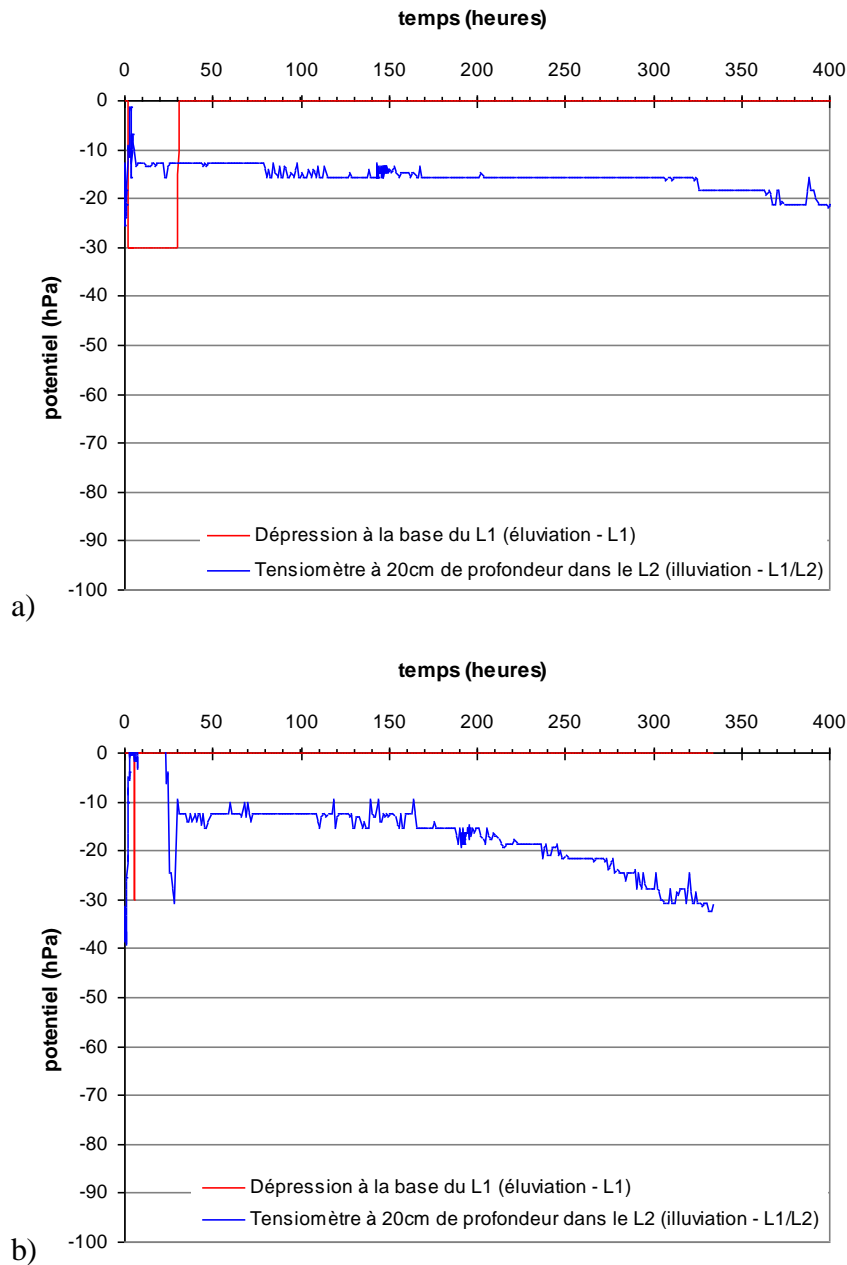 temps (heures)
0 50 100 150 200 250 300 350 400
0
-10
-20
-30
-40
-50
-60
-70
-80
-90
-100
potentiel (hPa)
Dépression à la base du L1 (éluviation - L1)
Tensiomètre à 20cm de profondeur dans le L2 (illuviation - L1/L2)
a)
temps (heures)
0 50 100 150 200 250 300 350 400
0
-10
-20
-30
-40
-50
-60
-70
-80
-90
-100
potentiel (hPa)
Dépression à la base du L1 (éluviation - L1)
Tensiomètre à 20cm de profondeur dans le L2 (illuviation - L1/L2)
b)